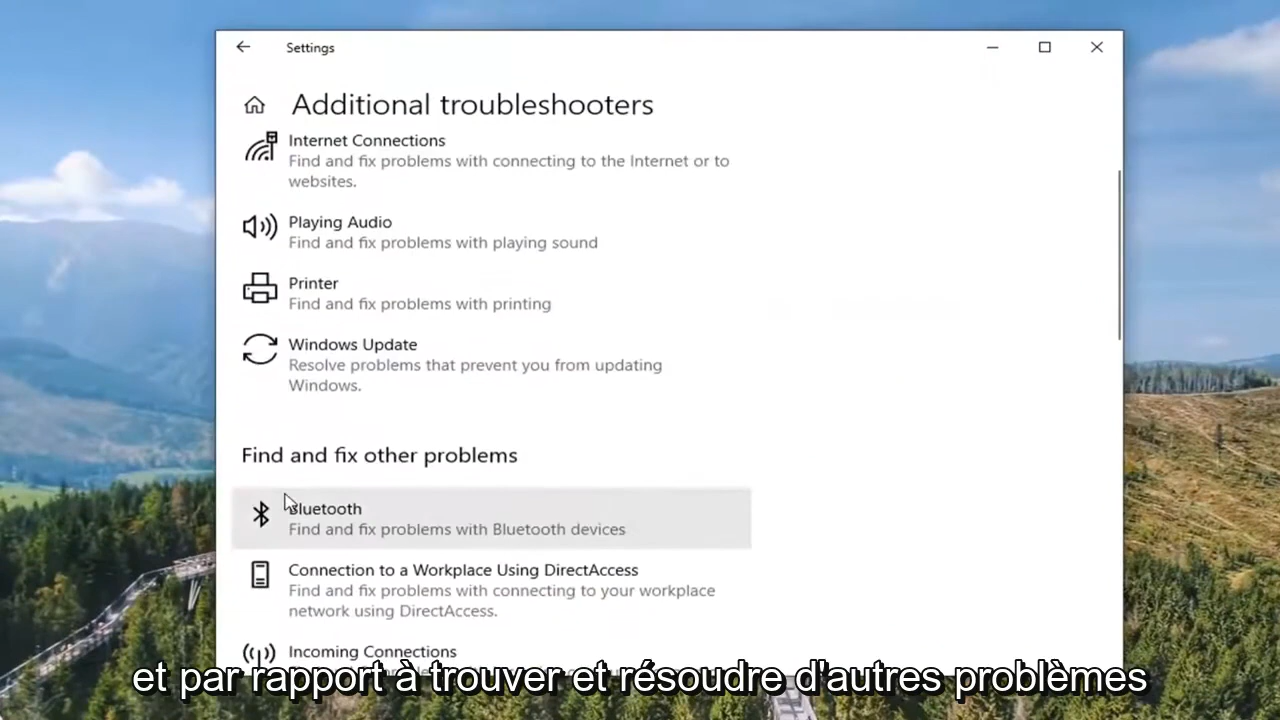 Settings
Additional troubleshooters
Internet Connections
Find and fix problems with connecting to the Internet or to
websites.
Playing Audio
Find and fix problems with playing sound
Printer
Find and fix problems with printing
Windows Update
Resolve problems that prevent you from updating
Windows.
Find and fix other problems
Bluetooth
Find and fix problems with Bluetooth devices
Connection to a Workplace Using DirectAccess
Find and fix problems with connecting to your workplace
network using DirectAccess.
Incoming Connections
et par rapport à trouver et résoudre d'autres problèmes